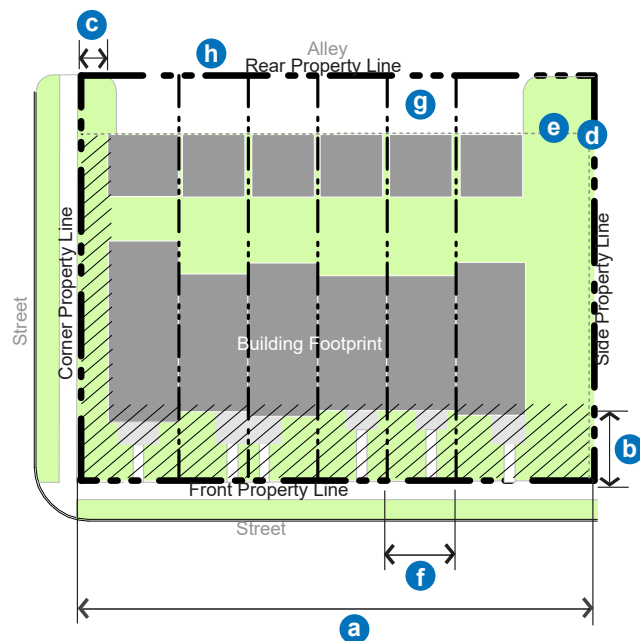 c
h
Alley
Rear Property Line
g
e
d
Street
Corner Property Line
Side Property Line
Building Footprint
b
Front Property Line
Street
f
a